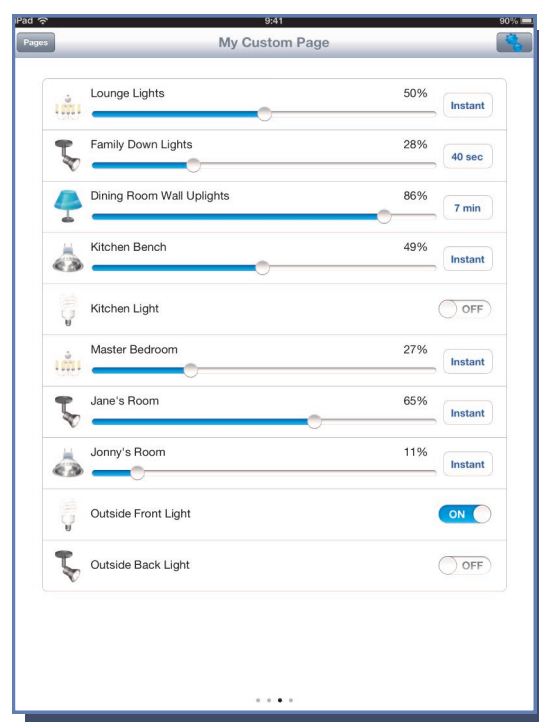 iPad 9:41 90%
Pages My Custom Page
Lounge Lights 50% Instant
Family Down Lights 28% 40 sec
Dining Room Wall Uplights 86% 7 min
Kitchen Bench 49% Instant
Kitchen Light OFF
Master Bedroom 27% Instant
Jane's Room 65% Instant
Jonny's Room 11% Instant
Outside Front Light ON
Outside Back Light OFF